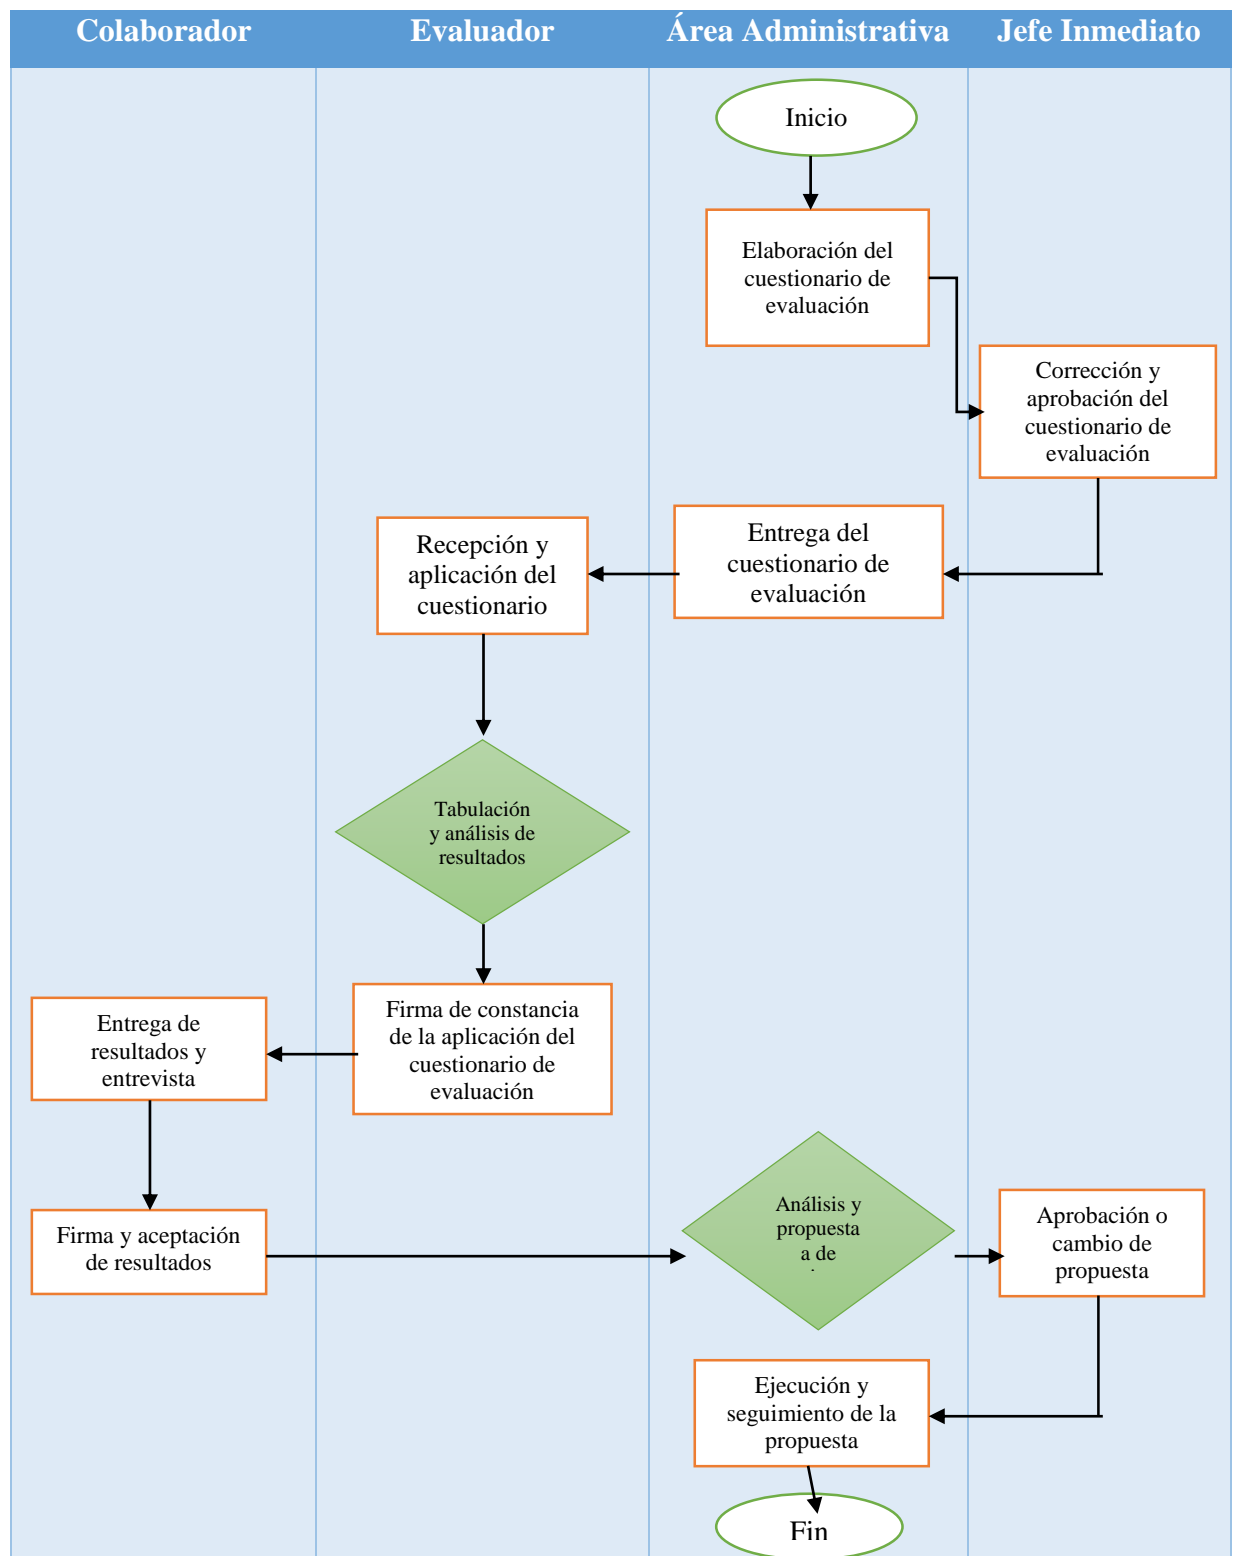 Colaborador
Evaluador
Área Administrativa
Jefe Inmediato
Inicio
Elaboración del
cuestionario de
evaluación
Corrección y
aprobación del
cuestionario de
evaluación
Entrega del
cuestionario de
evaluación
Recepción y
aplicación del
cuestionario
Tabulación
y análisis de
resultados
Firma de constancia
de la aplicación del
cuestionario de
evaluación
Entrega de
resultados y
entrevista
Firma y aceptación
de resultados
Análisis y
propuesta
a de
Aprobación o
cambio de
propuesta
Ejecución y
seguimiento de la
propuesta
Fin